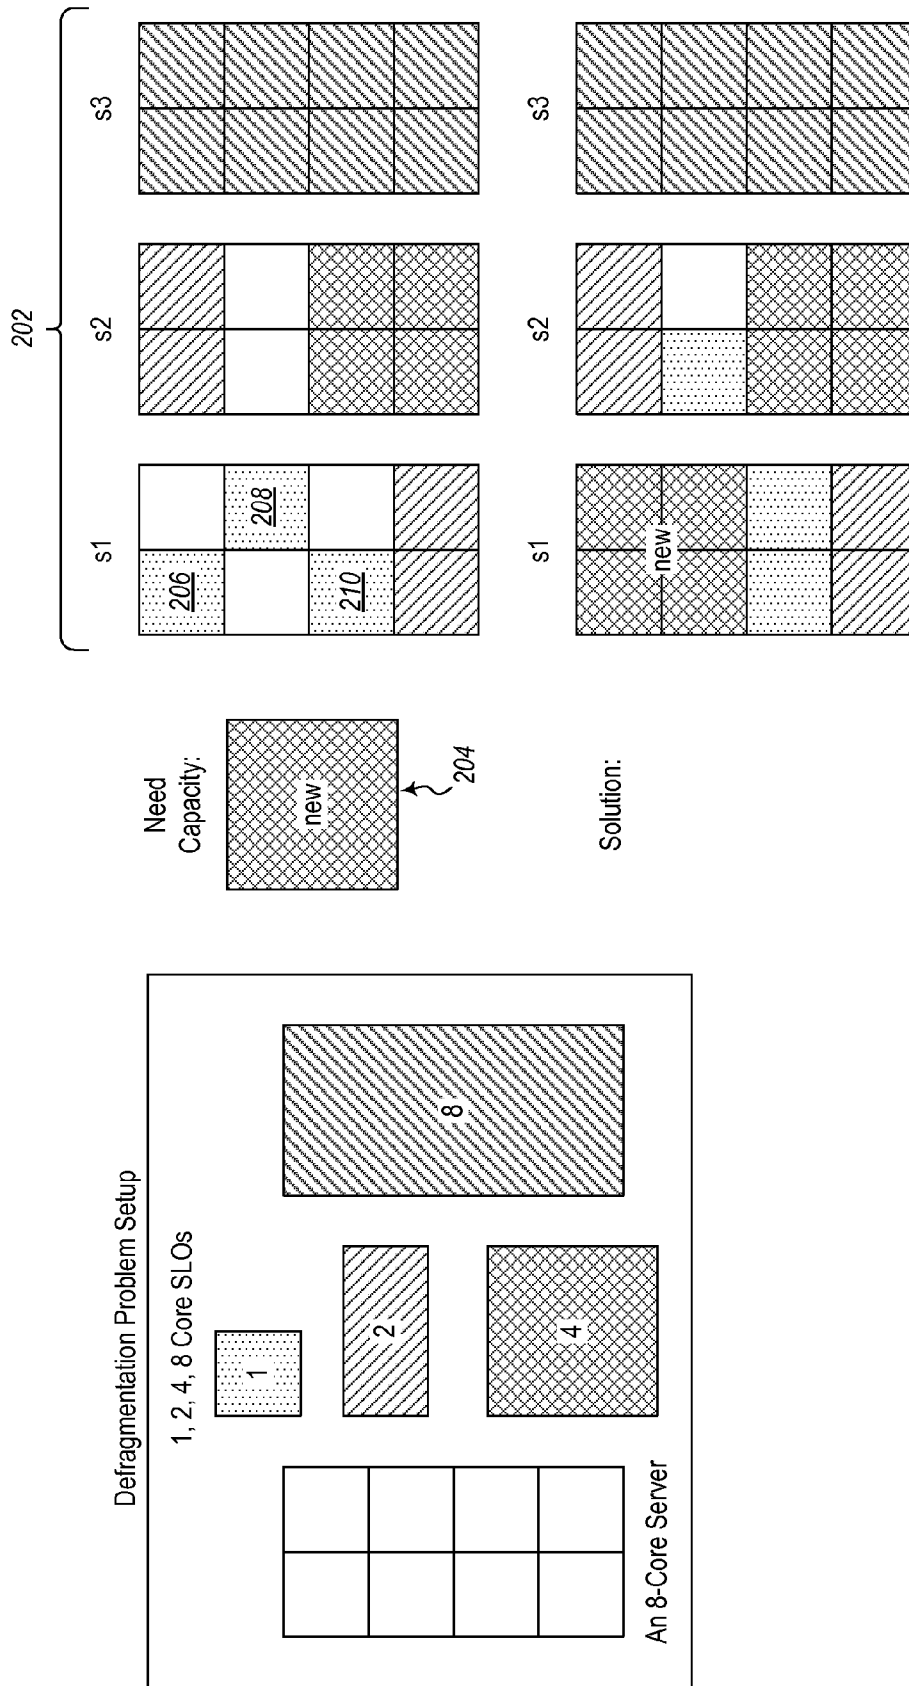 Defragmentation Problem Setup
1, 2, 4, 8 Core SLOs
1
2
4
8
An 8-Core Server
Need
Capacity:
new
204
202
s1
s2
s3
206
208
210
Solution:
s1
s2
s3
new